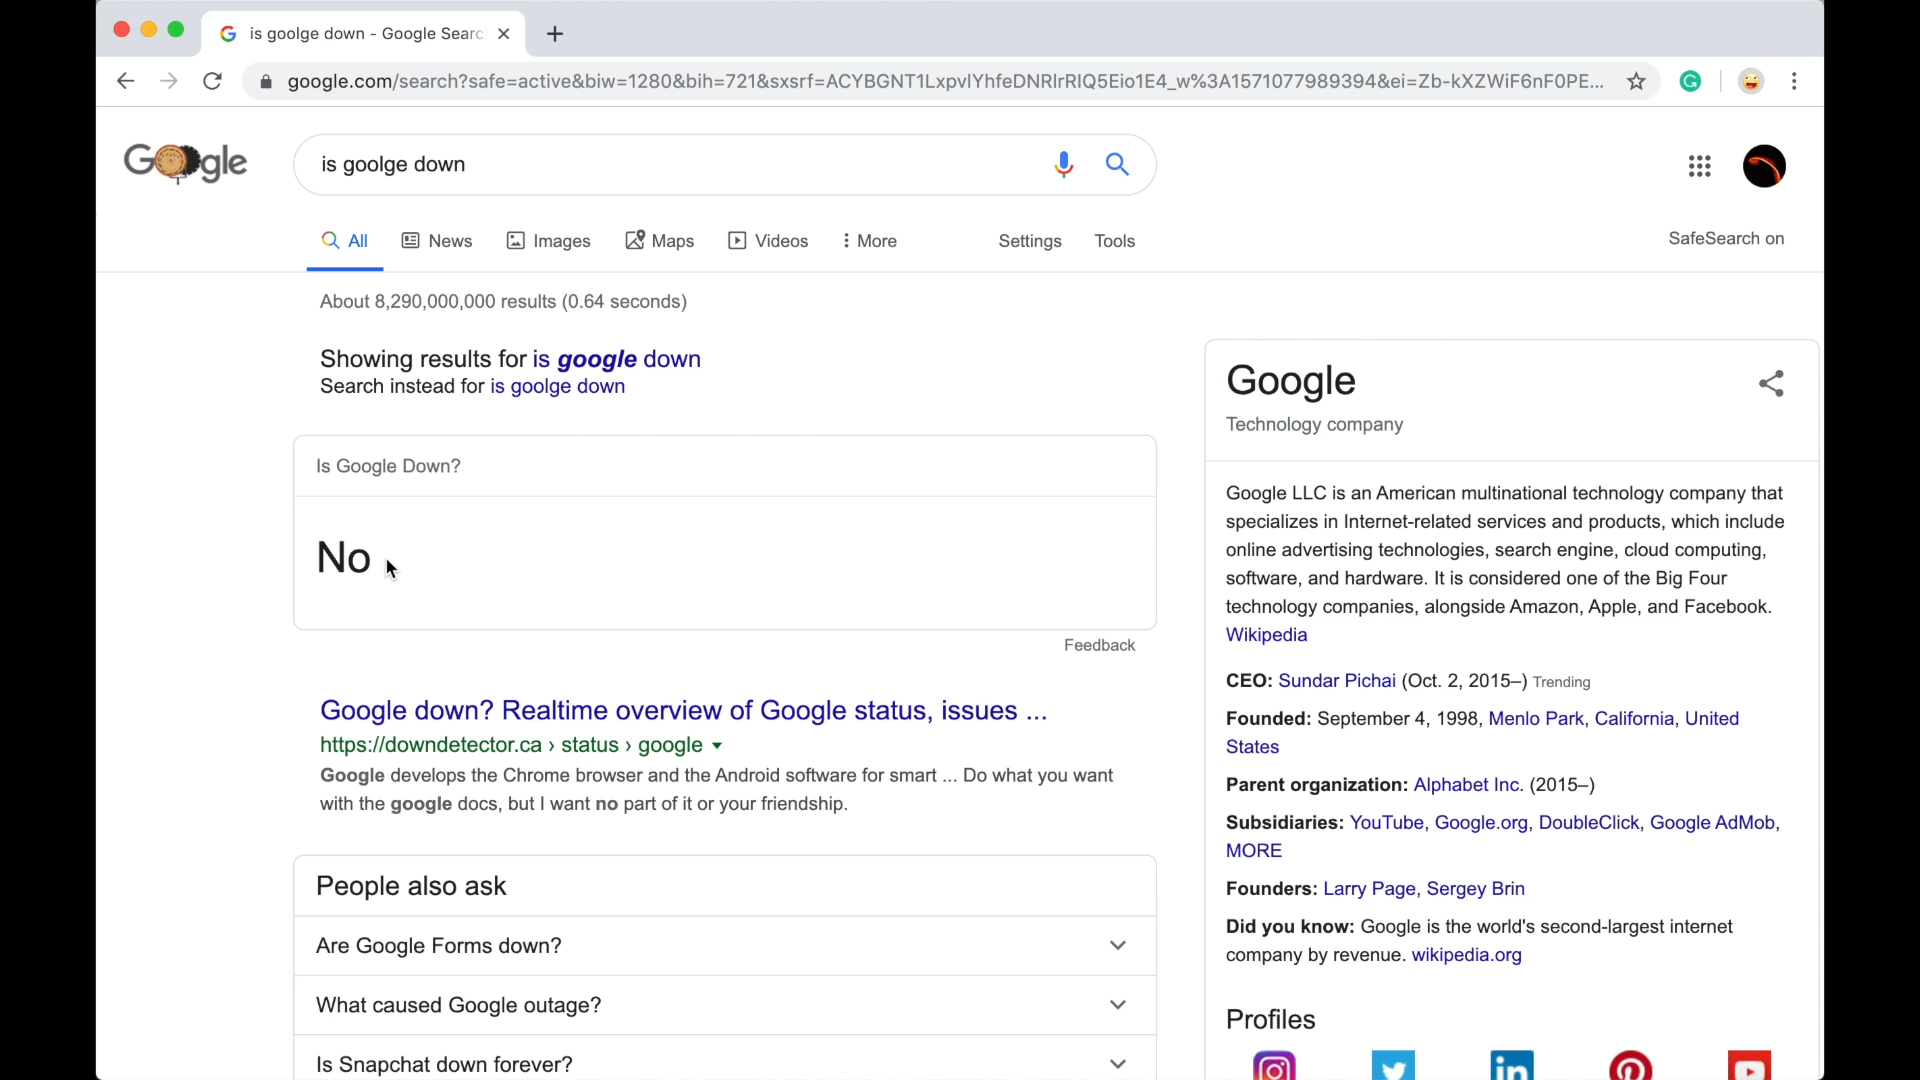 is goolge down - Google Searc
google.com/search?safe=active&biw=1280&bih=721&sxsrf=ACYBGNT1LxpvlYhfeDNRlrRIQ5Eio1E4_w%3A1571077989394&ei=Zb-kXZWiF6nF0PE...
Google
is goolge down
All News Images Maps Videos More Settings Tools
SafeSearch on
About 8,290,000,000 results (0.64 seconds)
Showing results for is google down
Search instead for is goolge down
Is Google Down?
No
Feedback
Google down? Realtime overview of Google status, issues ...
https://downdetector.ca › status › google
Google develops the Chrome browser and the Android software for smart ... Do what you want
with the google docs, but I want no part of it or your friendship.
People also ask
Are Google Forms down?
What caused Google outage?
Is Snapchat down forever?
Google
Technology company
Google LLC is an American multinational technology company that
specializes in Internet-related services and products, which include
online advertising technologies, search engine, cloud computing,
software, and hardware. It is considered one of the Big Four
technology companies, alongside Amazon, Apple, and Facebook.
Wikipedia
CEO: Sundar Pichai (Oct. 2, 2015–) Trending
Founded: September 4, 1998, Menlo Park, California, United
States
Parent organization: Alphabet Inc. (2015–)
Subsidiaries: YouTube, Google.org, DoubleClick, Google AdMob,
MORE
Founders: Larry Page, Sergey Brin
Did you know: Google is the world's second-largest internet
company by revenue. wikipedia.org
Profiles
in